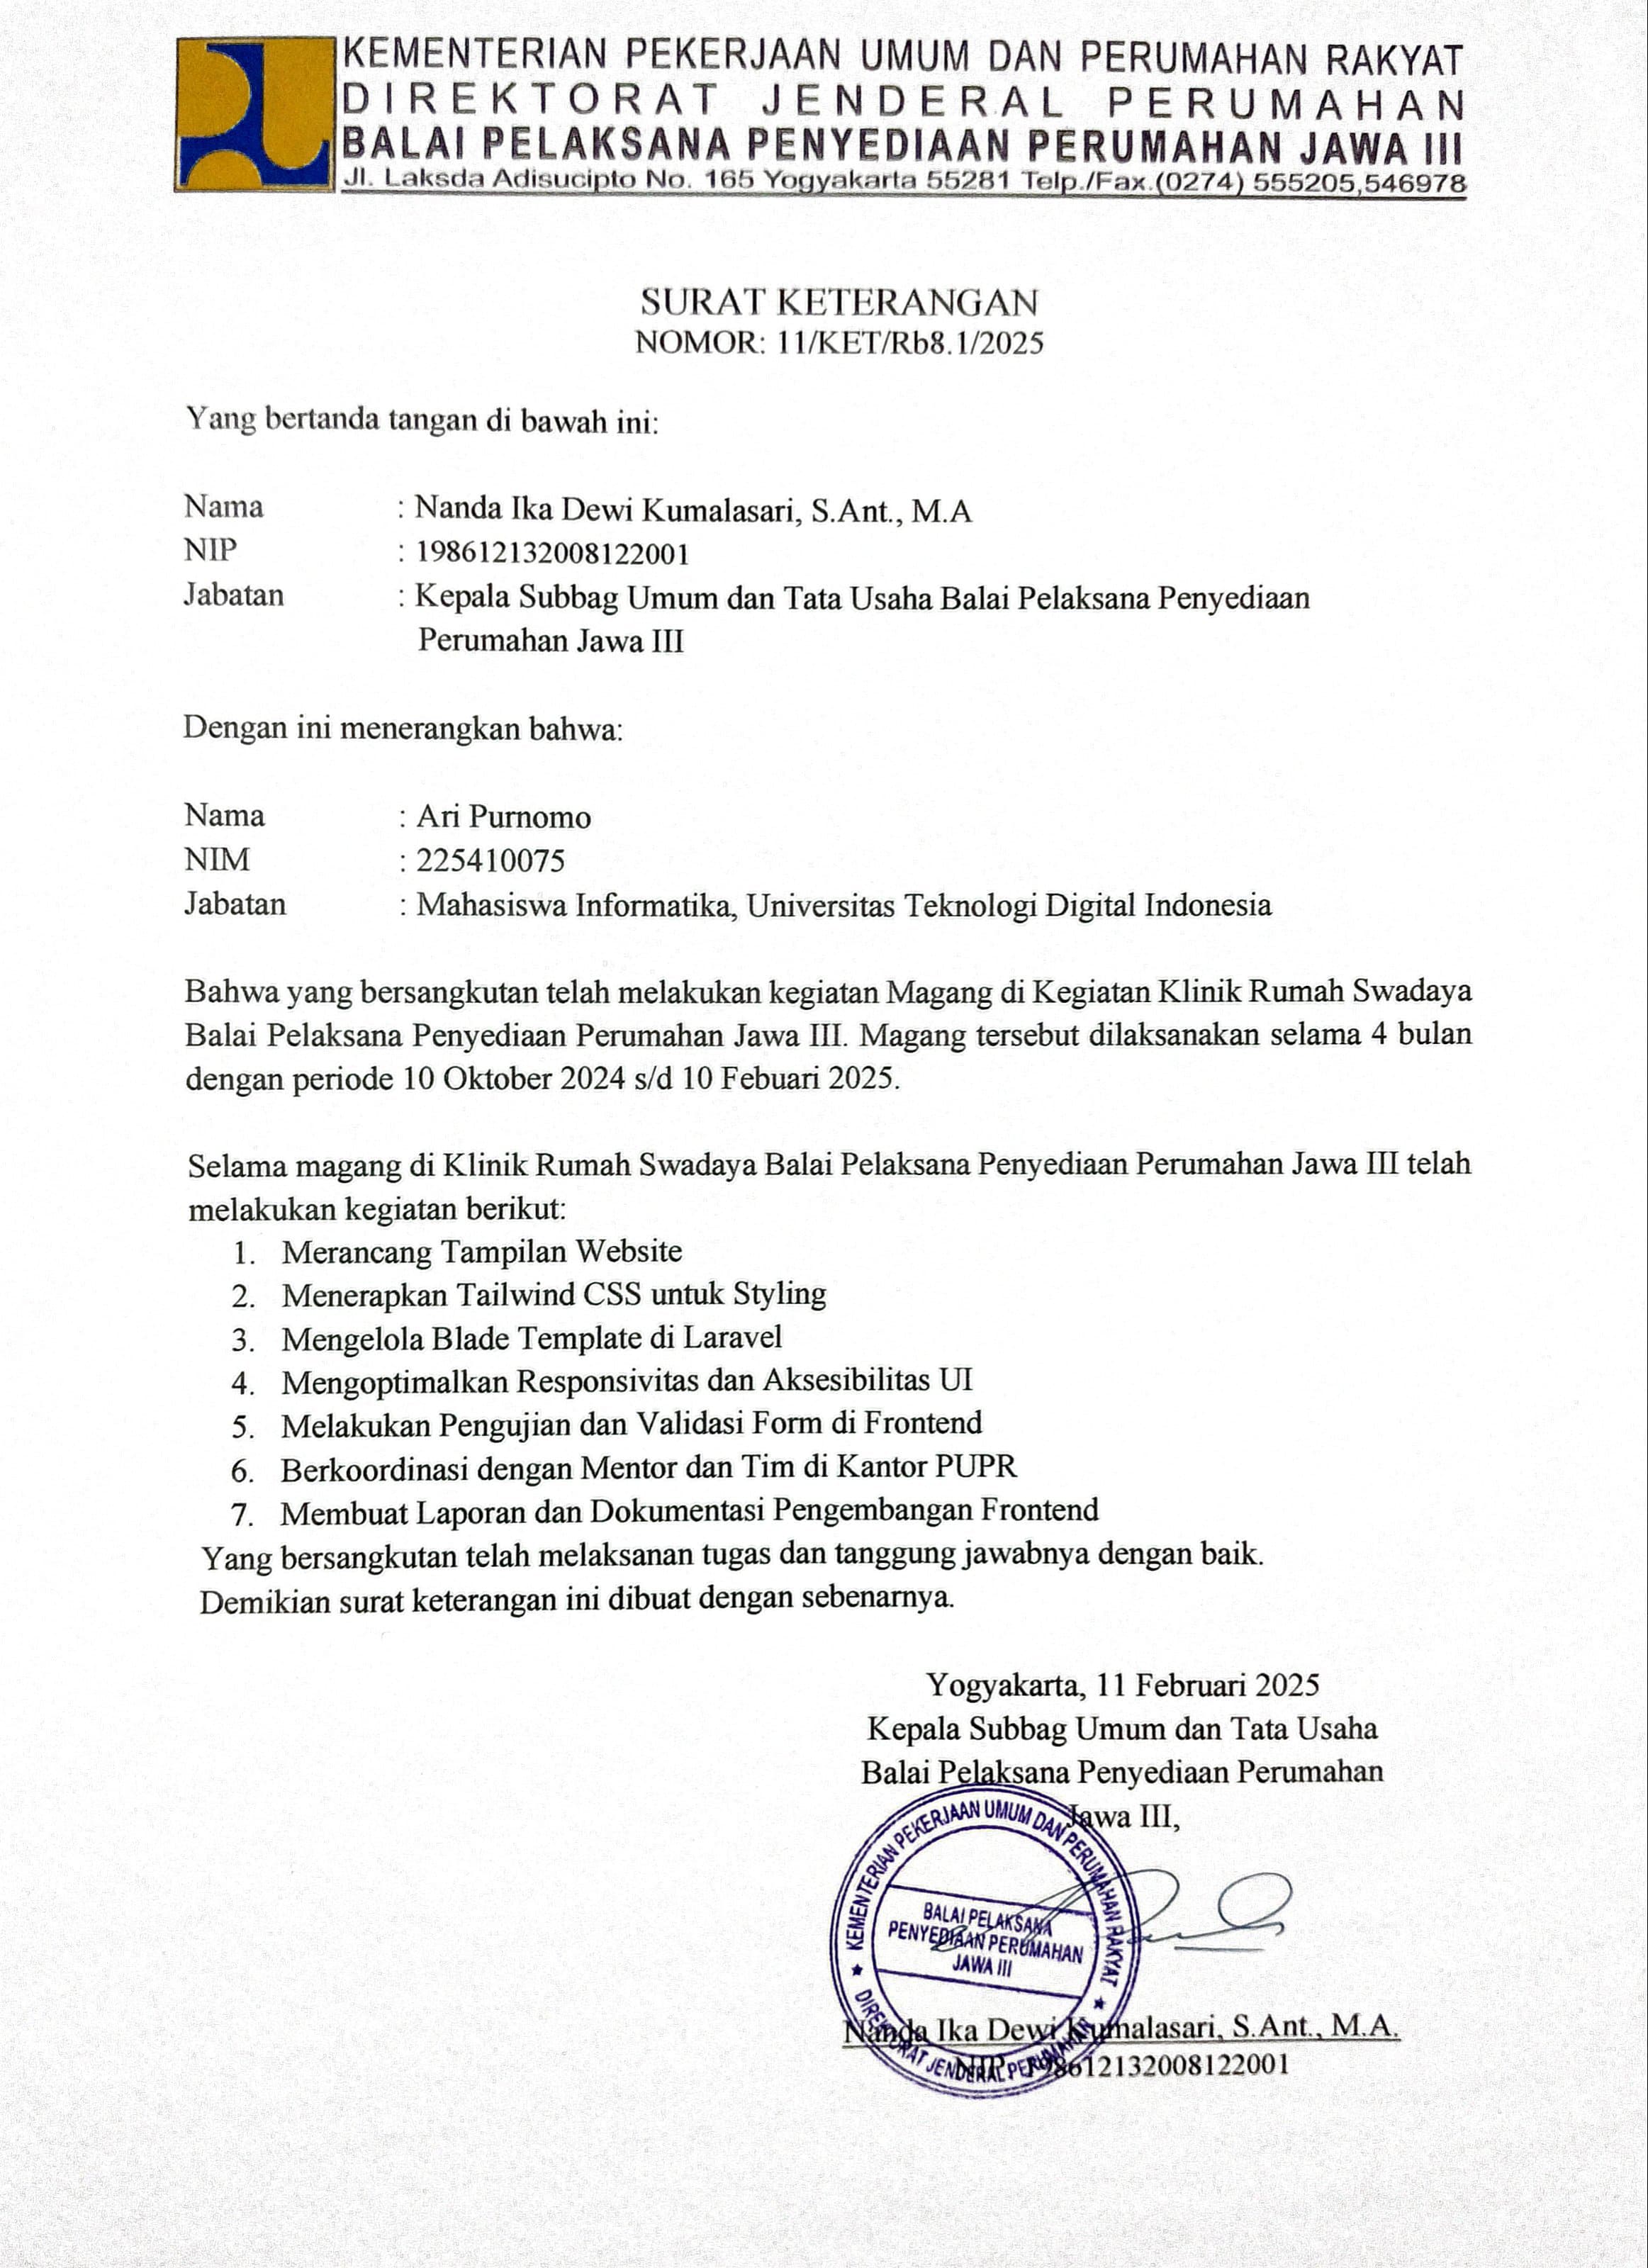 KEMENTERIAN PEKERJAAN UMUM DAN PERUMAHAN RAKYAT
DIREKTORAT JENDERAL PERUMAHAN
BALAI PELAKSANA PENYEDIAAN PERUMAHAN JAWA III
Jl. Laksda Adisucipto No. 165 Yogyakarta 55281 Telp./Fax.(0274) 555205,546978
SURAT KETERANGAN
NOMOR: 11/KET/Rb8.1/2025
Yang bertanda tangan di bawah ini:
Nama : Nanda Ika Dewi Kumalasari, S.Ant., M.A
NIP : 198612132008122001
Jabatan : Kepala Subbag Umum dan Tata Usaha Balai Pelaksana Penyediaan
Perumahan Jawa III
Dengan ini menerangkan bahwa:
Nama : Ari Purnomo
NIM : 225410075
Jabatan : Mahasiswa Informatika, Universitas Teknologi Digital Indonesia
Bahwa yang bersangkutan telah melakukan kegiatan Magang di Kegiatan Klinik Rumah Swadaya
Balai Pelaksana Penyediaan Perumahan Jawa III. Magang tersebut dilaksanakan selama 4 bulan
dengan periode 10 Oktober 2024 s/d 10 Febuari 2025.
Selama magang di Klinik Rumah Swadaya Balai Pelaksana Penyediaan Perumahan Jawa III telah
melakukan kegiatan berikut:
1. Merancang Tampilan Website
2. Menerapkan Tailwind CSS untuk Styling
3. Mengelola Blade Template di Laravel
4. Mengoptimalkan Responsivitas dan Aksesibilitas UI
5. Melakukan Pengujian dan Validasi Form di Frontend
6. Berkoordinasi dengan Mentor dan Tim di Kantor PUPR
7. Membuat Laporan dan Dokumentasi Pengembangan Frontend
Yang bersangkutan telah melaksanan tugas dan tanggung jawabnya dengan baik.
Demikian surat keterangan ini dibuat dengan sebenarnya.
Yogyakarta, 11 Februari 2025
Kepala Subbag Umum dan Tata Usaha
Balai Pelaksana Penyediaan Perumahan
Jawa III,
KEMENTERIAN PEKERJAAN UMUM DAN PERUMAHAN RAKYAT
BALAI PELAKSANA
PENYEDIAAN PERUMAHAN
JAWA III
DIREKTORAT JENDERAL PERUMAHAN
Nanda Ika Dewi Kumalasari, S.Ant., M.A.
NIP. 198612132008122001